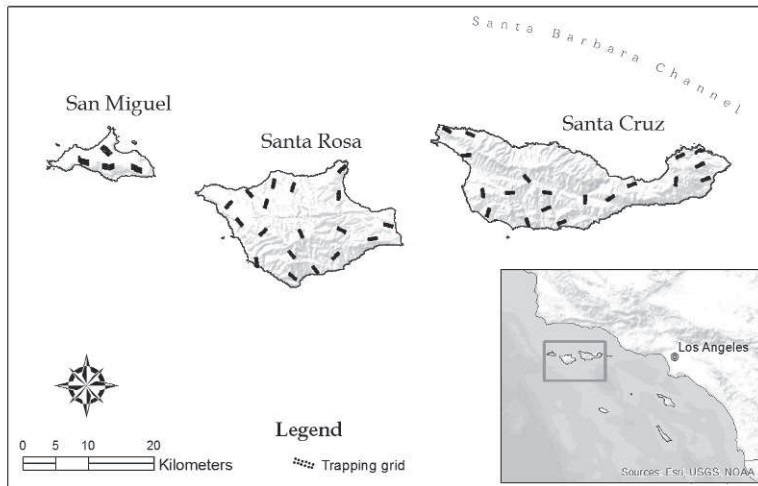 Santa Barbara Channel
San Miguel
Santa Rosa
Santa Cruz
Los Angeles
0 5 10 20
Kilometers
Legend
Trapping grid
Sources: Esri, USGS, NOAA